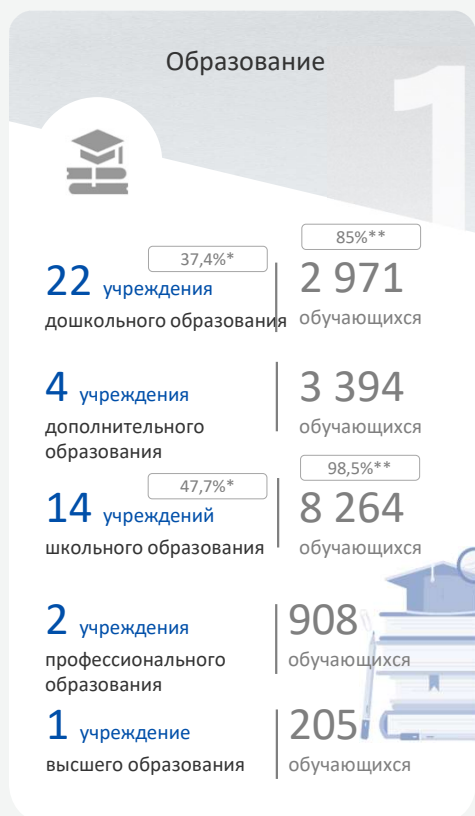 Образование
1
37,4%*
85%**
22 учреждения
2 971
дошкольного образования
обучающихся
4 учреждения
3 394
дополнительного
образования
обучающихся
47,7%*
98,5%**
14 учреждений
8 264
школьного образования
обучающихся
2 учреждения
908
профессионального
образования
обучающихся
1 учреждение
205
высшего образования
обучающихся